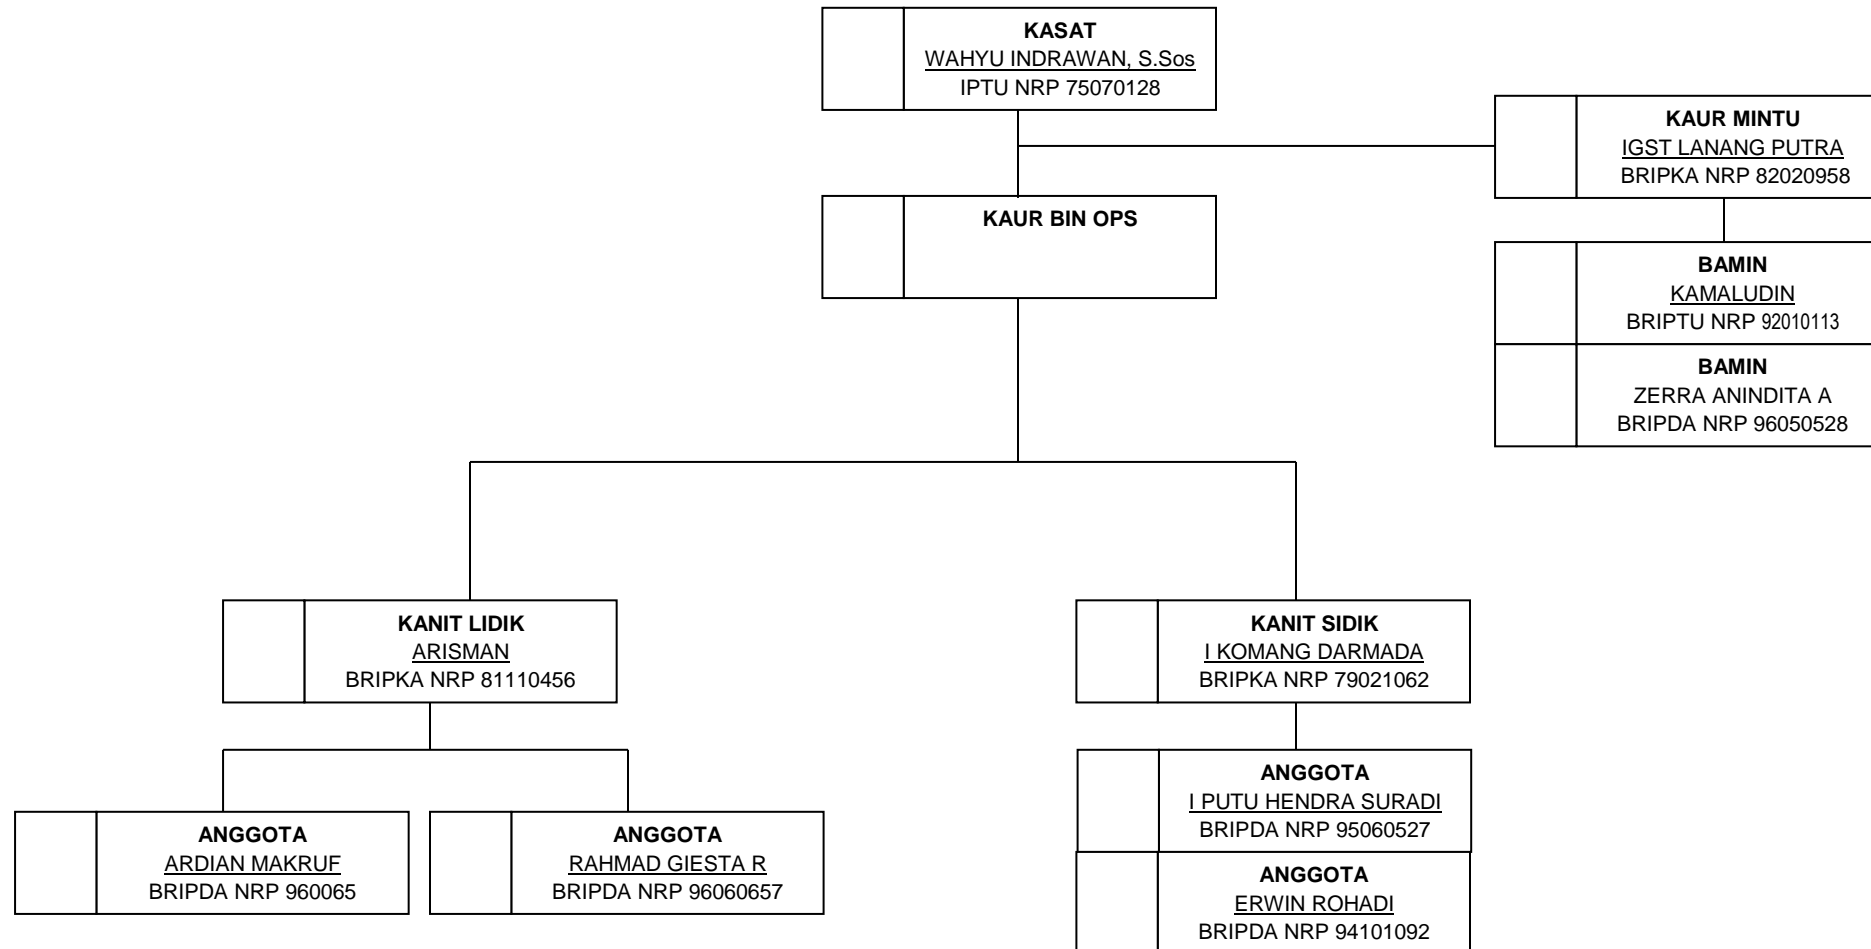 KASAT
WAHYU INDRAWAN, S.Sos
IPTU NRP 75070128
KAUR MINTU
IGST LANANG PUTRA
BRIPKA NRP 82020958
KAUR BIN OPS
BAMIN
KAMALUDIN
BRIPTU NRP 92010113
BAMIN
ZERRA ANINDITA A
BRIPDA NRP 96050528
KANIT LIDIK
ARISMAN
BRIPKA NRP 81110456
KANIT SIDIK
I KOMANG DARMADA
BRIPKA NRP 79021062
ANGGOTA
ARDIAN MAKRUF
BRIPDA NRP 960065
ANGGOTA
RAHMAD GIESTA R
BRIPDA NRP 96060657
ANGGOTA
I PUTU HENDRA SURADI
BRIPDA NRP 95060527
ANGGOTA
ERWIN ROHADI
BRIPDA NRP 94101092